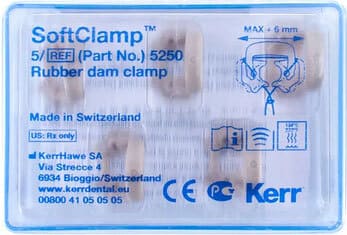 SoftClamp™
5/ REF (Part No.) 5250
Rubber dam clamp
MAX + 6 mm
Made in Switzerland
US: Rx only
KerrHawe SA
Via Strecce 4
6934 Bioggio/Switzerland
www.kerrdental.eu
00800 41 05 05 05
CE
Kerr